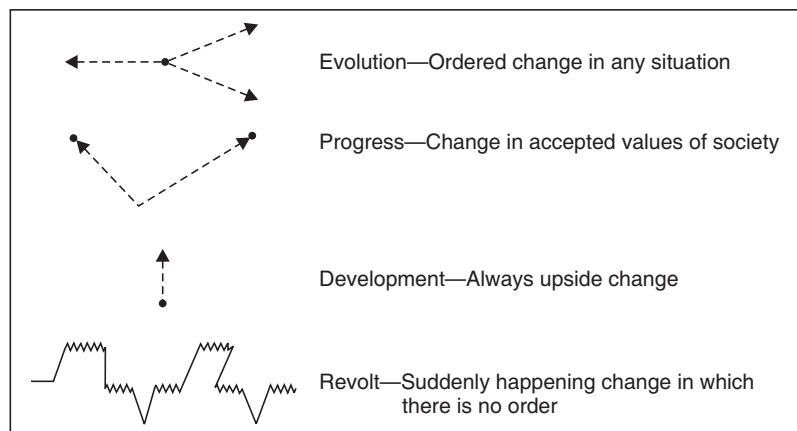 Evolution—Ordered change in any situation
Progress—Change in accepted values of society
Development—Always upside change
Revolt—Suddenly happening change in which
there is no order